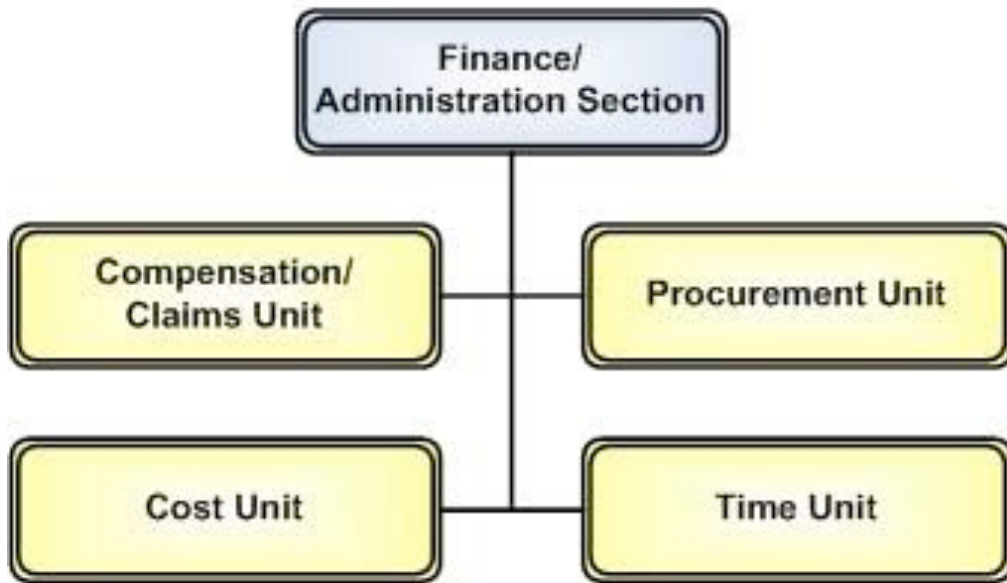 Finance/
Administration Section
Compensation/
Claims Unit
Procurement Unit
Cost Unit
Time Unit